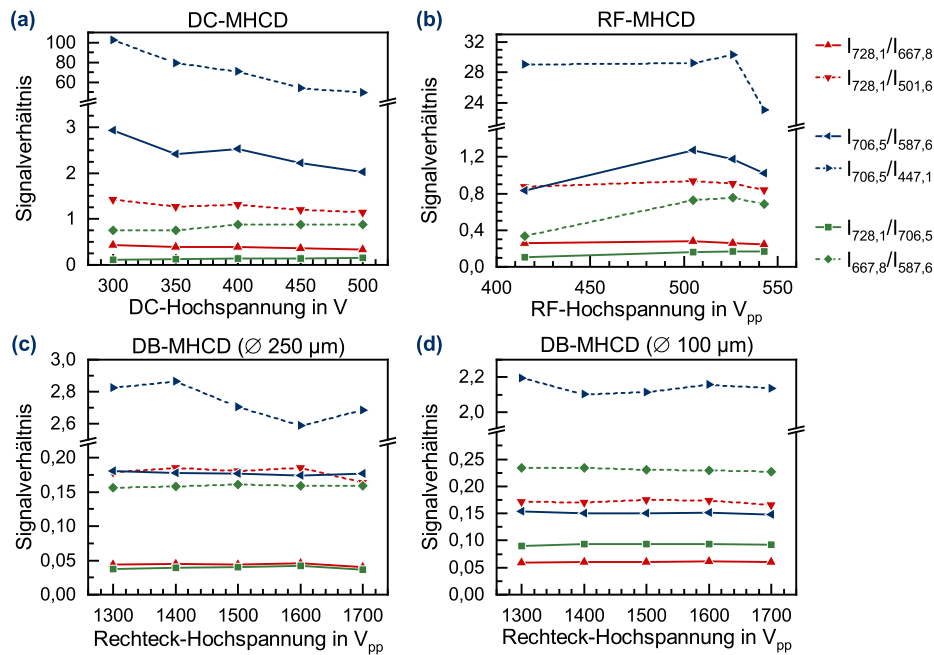 (a) DC-MHCD
Signalverhältnis
100
80
60
3
2
1
0
300 350 400 450 500
DC-Hochspannung in V
(b) RF-MHCD
Signalverhältnis
32
28
24
1,2
0,8
0,4
0,0
400 450 500 550
RF-Hochspannung in Vpp
I728,1/I667,8
I728,1/I501,6
I706,5/I587,6
I706,5/I447,1
I728,1/I706,5
I667,8/I587,6
(c) DB-MHCD (∅ 250 µm)
Signalverhältnis
3,0
2,8
2,6
0,20
0,15
0,10
0,05
0,00
1300 1400 1500 1600 1700
Rechteck-Hochspannung in Vpp
(d) DB-MHCD (∅ 100 µm)
Signalverhältnis
2,2
2,0
0,25
0,20
0,15
0,10
0,05
0,00
1300 1400 1500 1600 1700
Rechteck-Hochspannung in Vpp